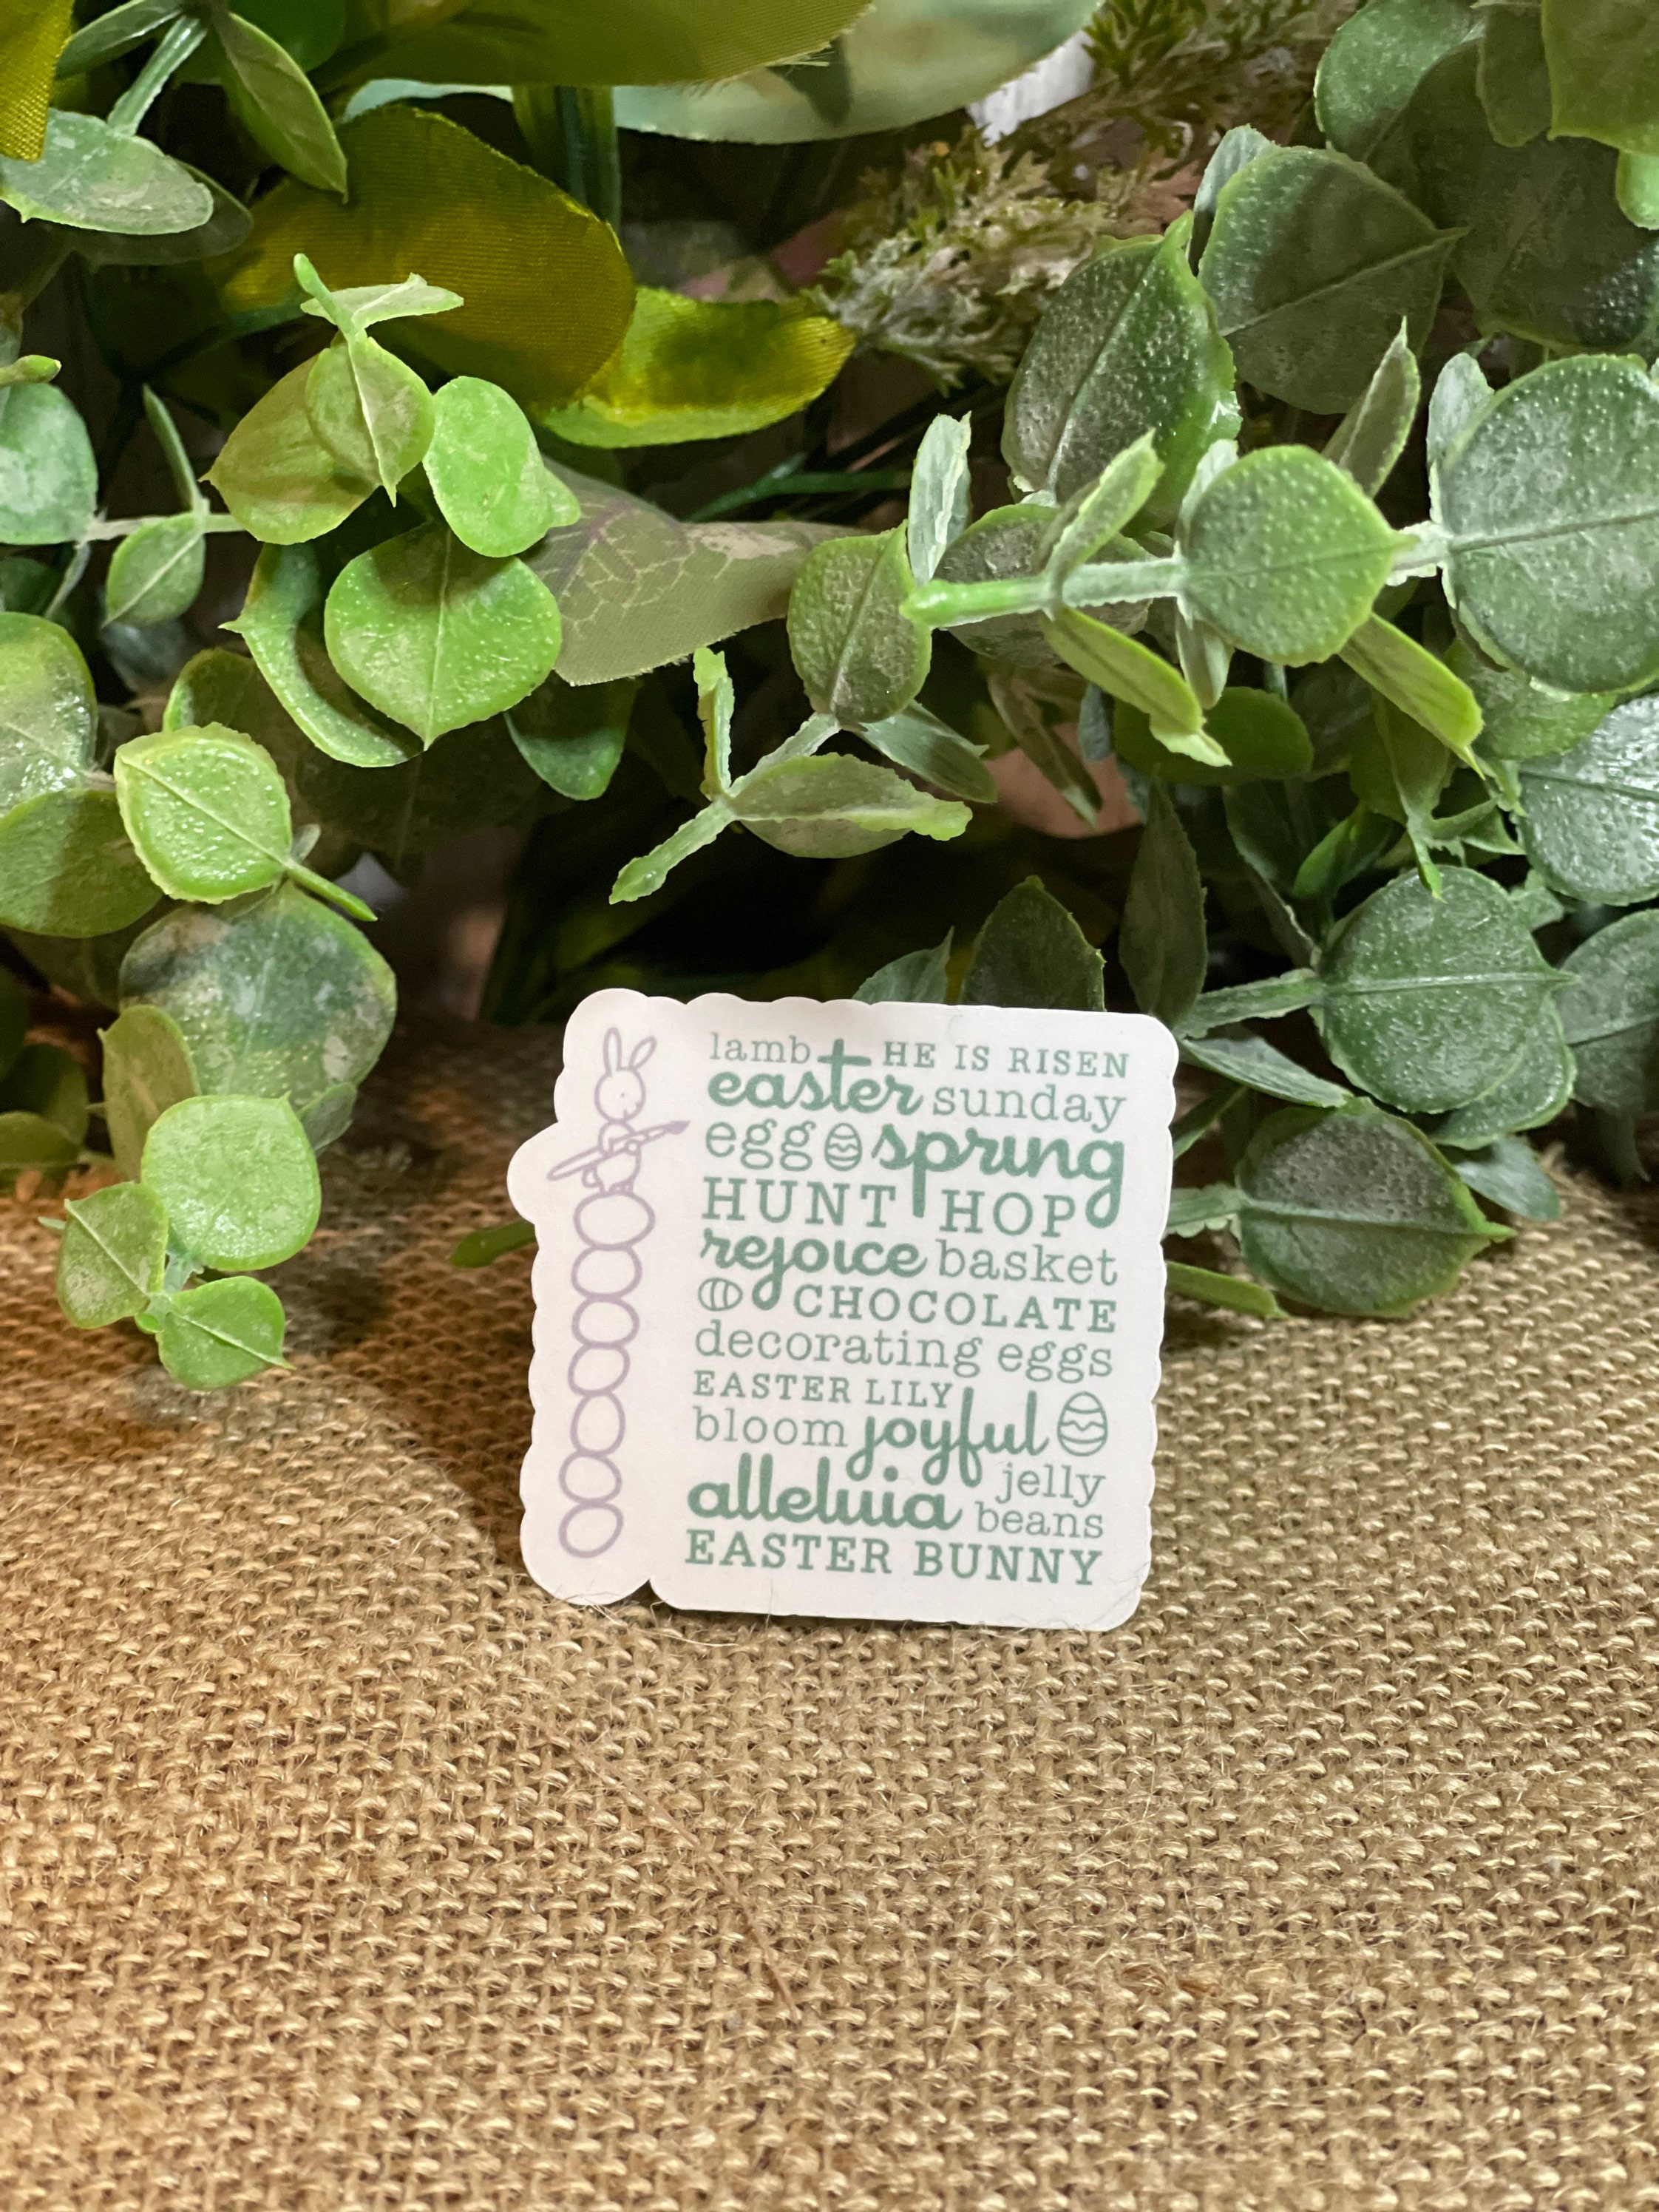 lamb HE IS RISEN
easter sunday
egg spring
HUNT HOP
rejoice basket
CHOCOLATE
decorating eggs
EASTER LILY
bloom joyful
alleluia jelly beans
EASTER BUNNY